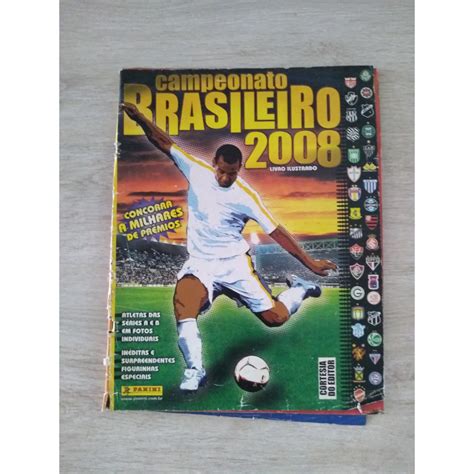 campeonato
BRASILEIRO
2008
LIVRO ILUSTRADO
CONCORRA
A MILHARES
DE PRÊMIOS
ATLETAS DAS
SÉRIES A E B
EM FOTOS
INDIVIDUAIS
INÉDITAS E
SURPREENDENTES
FIGURINHAS
ESPECIAIS
PANINI
CORTESIA
DO EDITOR